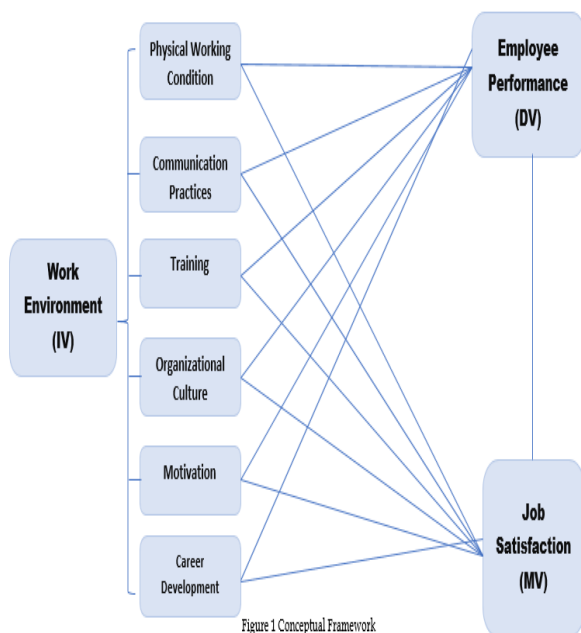 Physical Working
Condition
Employee
Performance
(DV)
Communication
Practices
Work
Environment
(IV)
Training
Organizational
Culture
Motivation
Job
Satisfaction
(MV)
Career
Development
Figure 1 Conceptual Framework